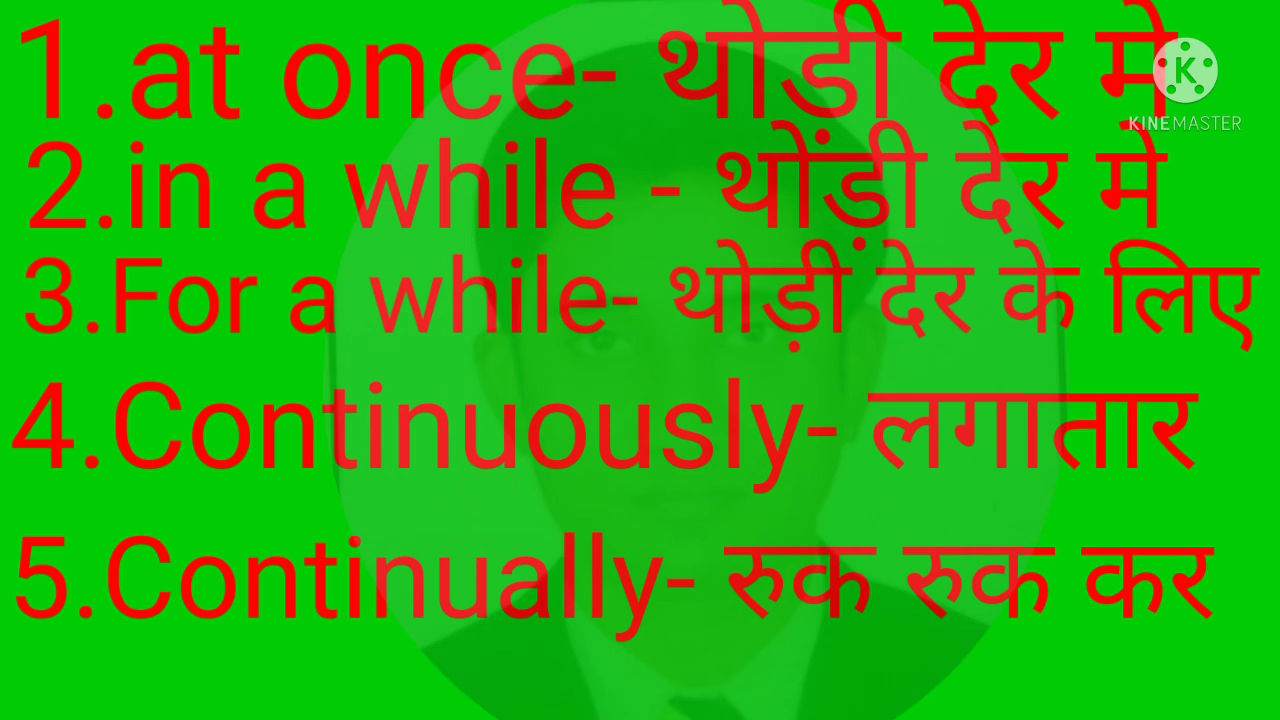 1.at once- थोड़ी देर मे
KINEMASTER
2.in a while - थोड़ी देर मे
3.For a while- थोड़ी देर के लिए
4.Continuously- लगातार
5.Continually- रुक रुक कर